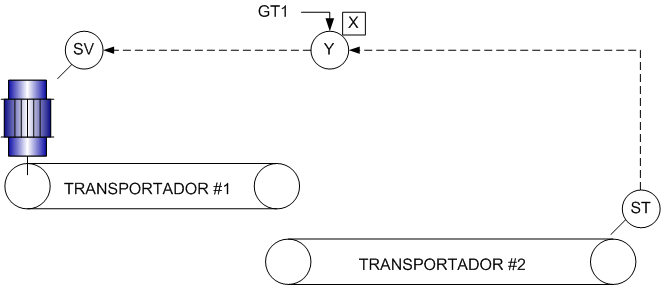 GT1
X
SV
Y
TRANSPORTADOR #1
ST
TRANSPORTADOR #2